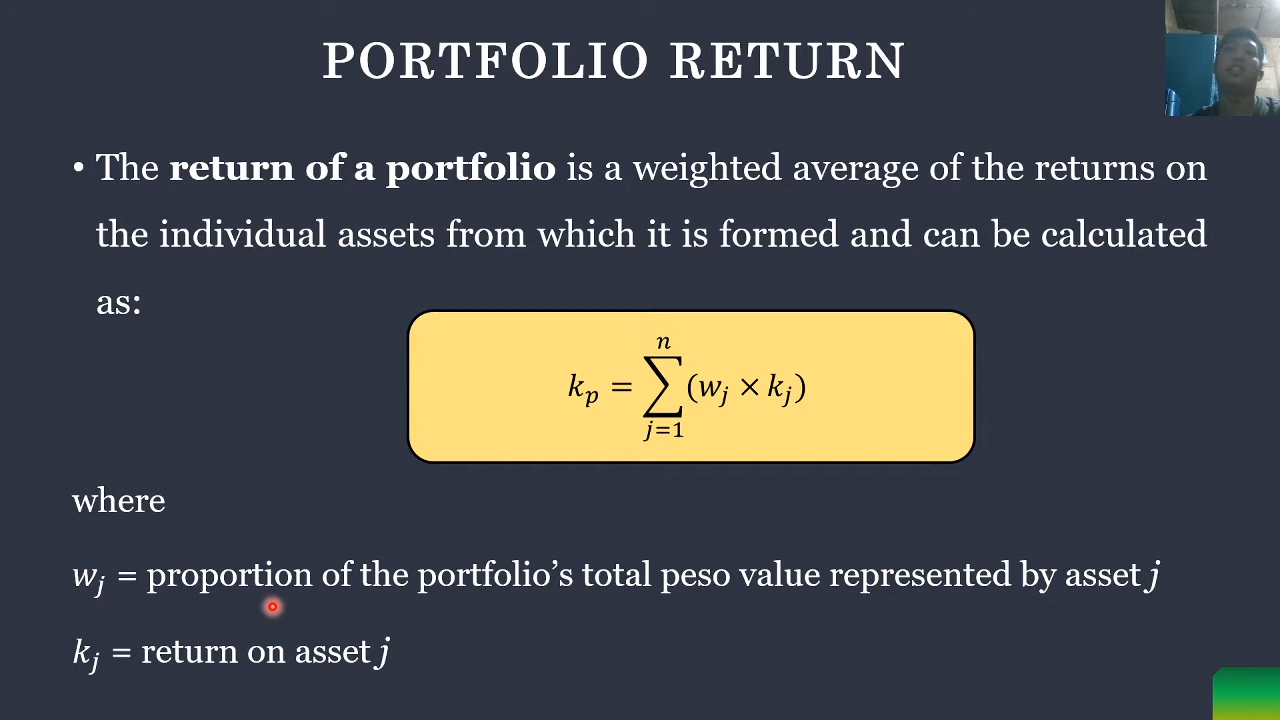 PORTFOLIO RETURN
• The return of a portfolio is a weighted average of the returns on
the individual assets from which it is formed and can be calculated
as:
$k_p = \sum_{j=1}^{n} (w_j \times k_j)$
where
$w_j$ = proportion of the portfolio’s total peso value represented by asset $j$
$k_j$ = return on asset $j$